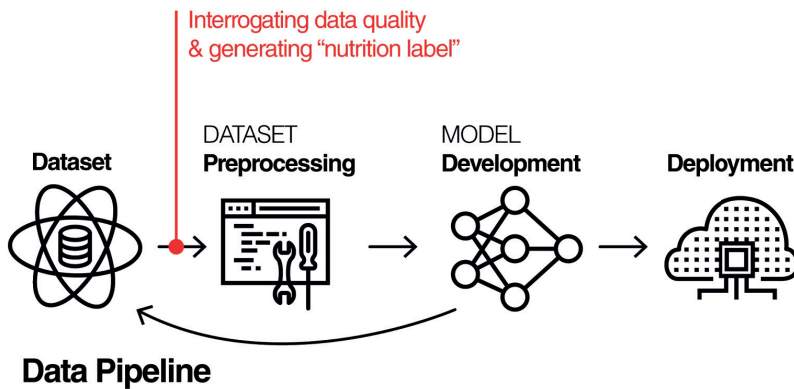 Interrogating data quality
& generating “nutrition label”
Dataset
DATASET
Preprocessing
MODEL
Development
Deployment
Data Pipeline